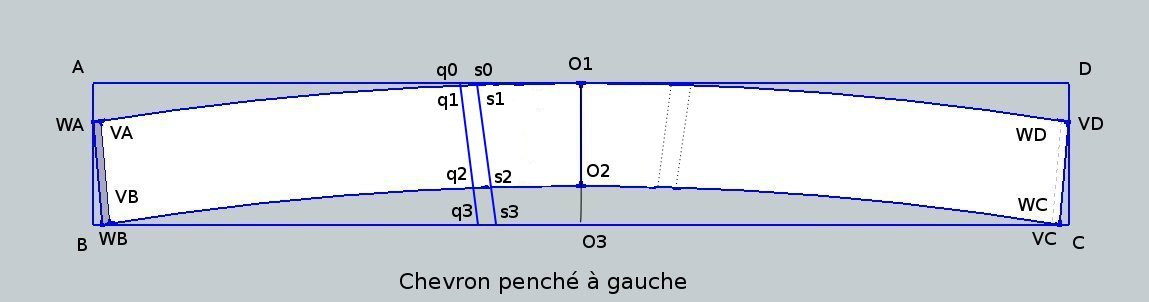 A q0 s0 O1 D
q1 s1
WA VA WD VD
q2 s2 O2
VB WC
q3 s3
B WB O3 VC C
Chevron penché à gauche